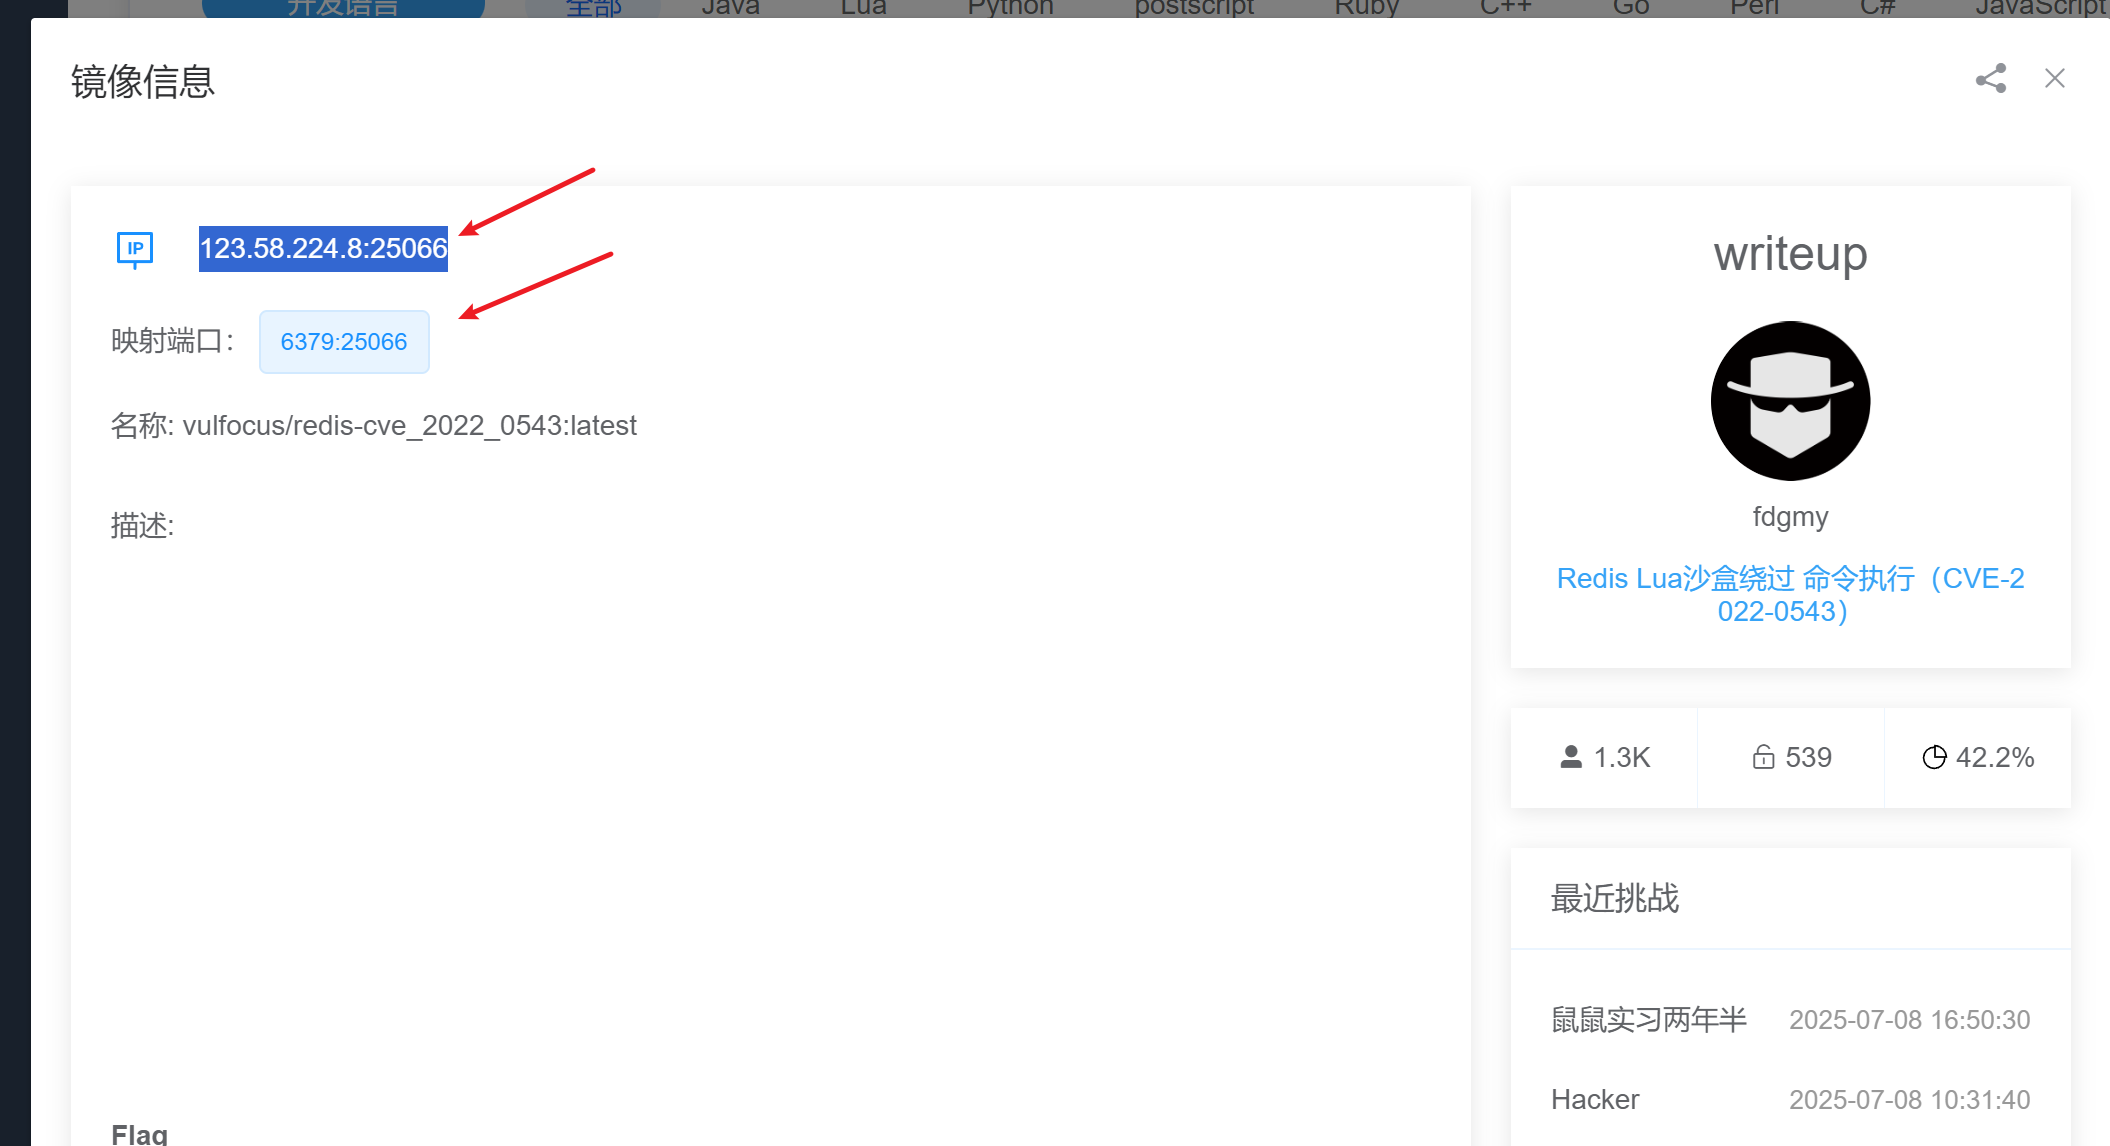 开发语言 全部 Java Lua Python postscript Ruby C++ Go Perl C# JavaScript
镜像信息
IP 123.58.224.8:25066
映射端口： 6379:25066
名称: vulfocus/redis-cve_2022_0543:latest
描述:
Flag
writeup
fdgmy
Redis Lua沙盒绕过 命令执行（CVE-2
022-0543）
1.3K 539 42.2%
最近挑战
鼠鼠实习两年半 2025-07-08 16:50:30
Hacker 2025-07-08 10:31:40